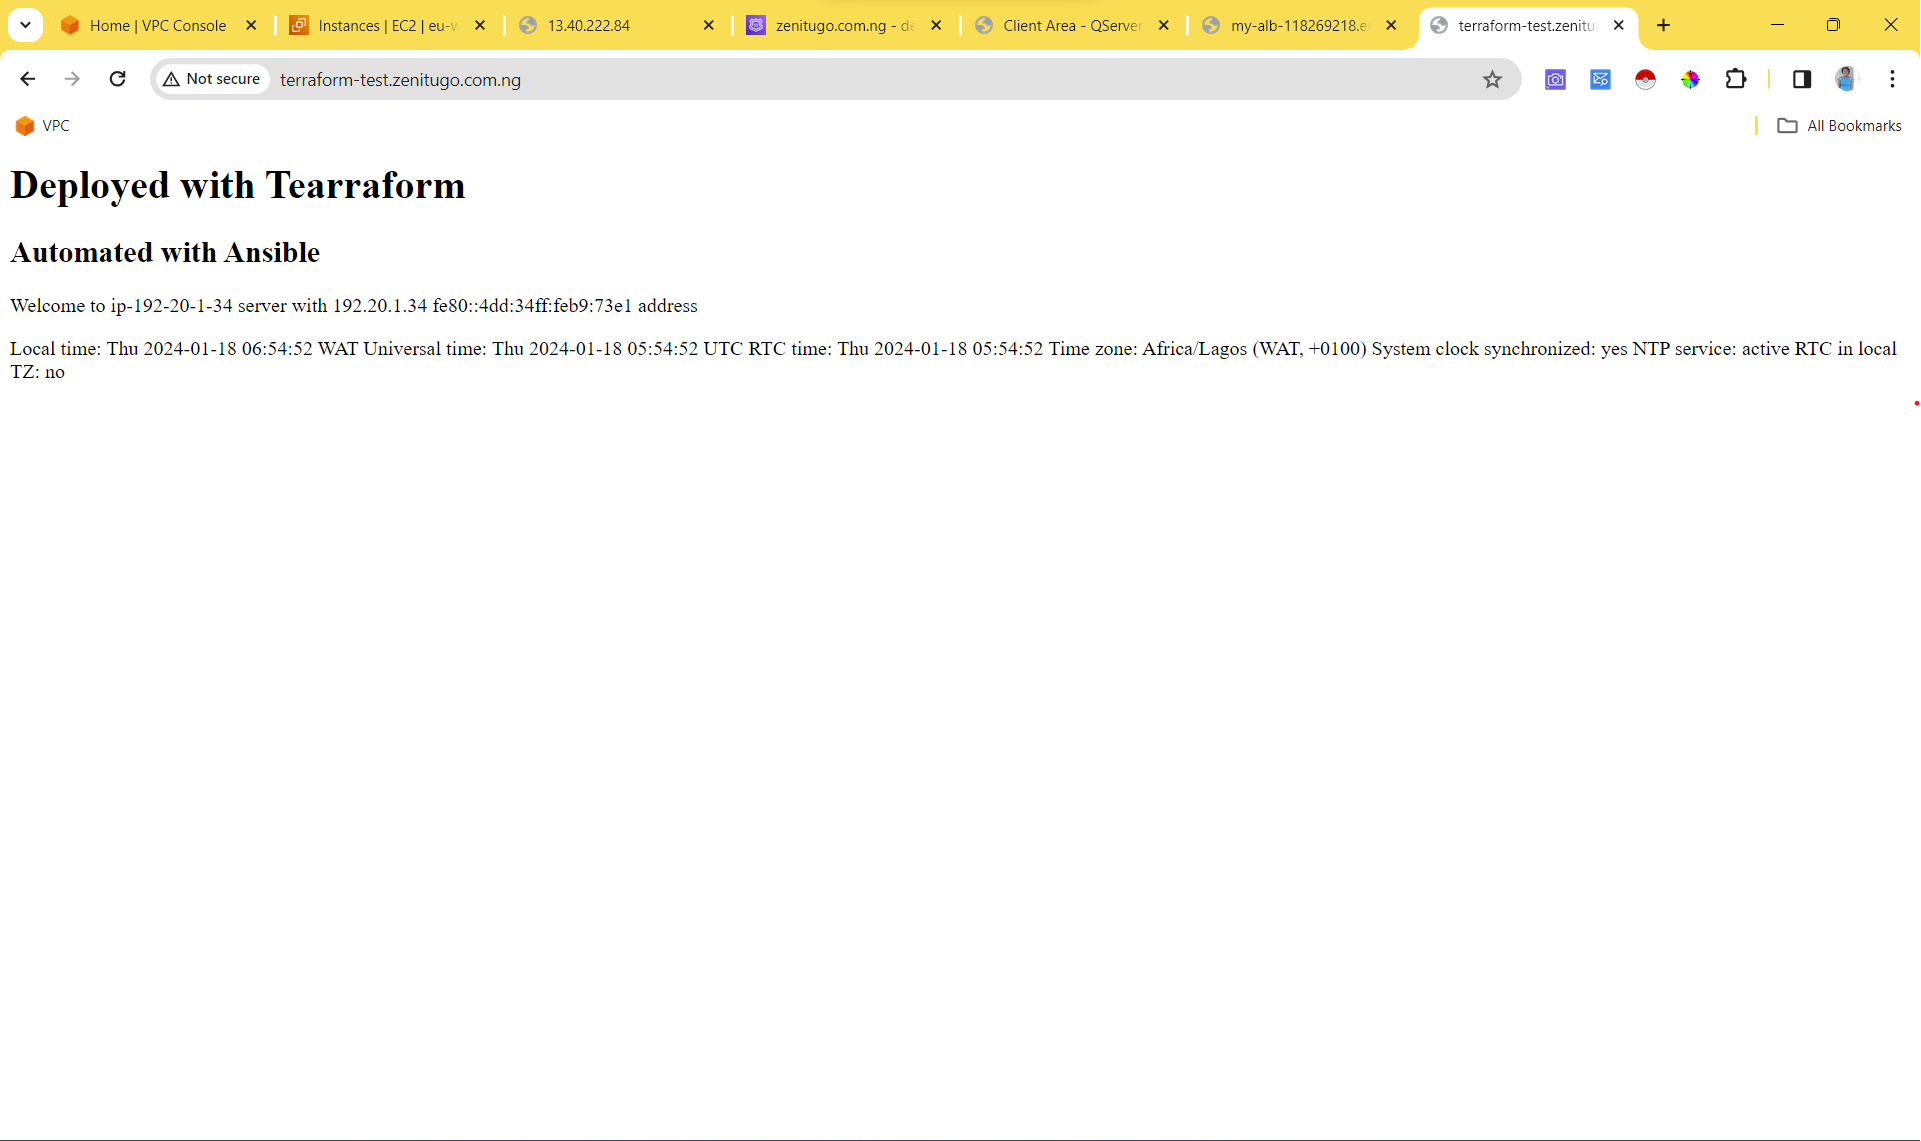 Home | VPC Console
Instances | EC2 | eu-w
13.40.222.84
zenitugo.com.ng - de
Client Area - QServer
my-alb-118269218.e
terraform-test.zenitu
Not secure
terraform-test.zenitugo.com.ng
VPC
All Bookmarks
Deployed with Tearraform
Automated with Ansible
Welcome to ip-192-20-1-34 server with 192.20.1.34 fe80::4dd:34ff:feb9:73e1 address
Local time: Thu 2024-01-18 06:54:52 WAT Universal time: Thu 2024-01-18 05:54:52 UTC RTC time: Thu 2024-01-18 05:54:52 Time zone: Africa/Lagos (WAT, +0100) System clock synchronized: yes NTP service: active RTC in local
TZ: no